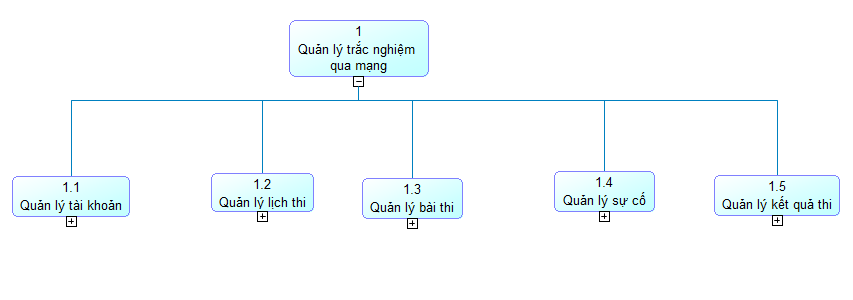 1
Quản lý trắc nghiệm
qua mạng
1.1
Quản lý tài khoản
1.2
Quản lý lịch thi
1.3
Quản lý bài thi
1.4
Quản lý sự cố
1.5
Quản lý kết quả thi